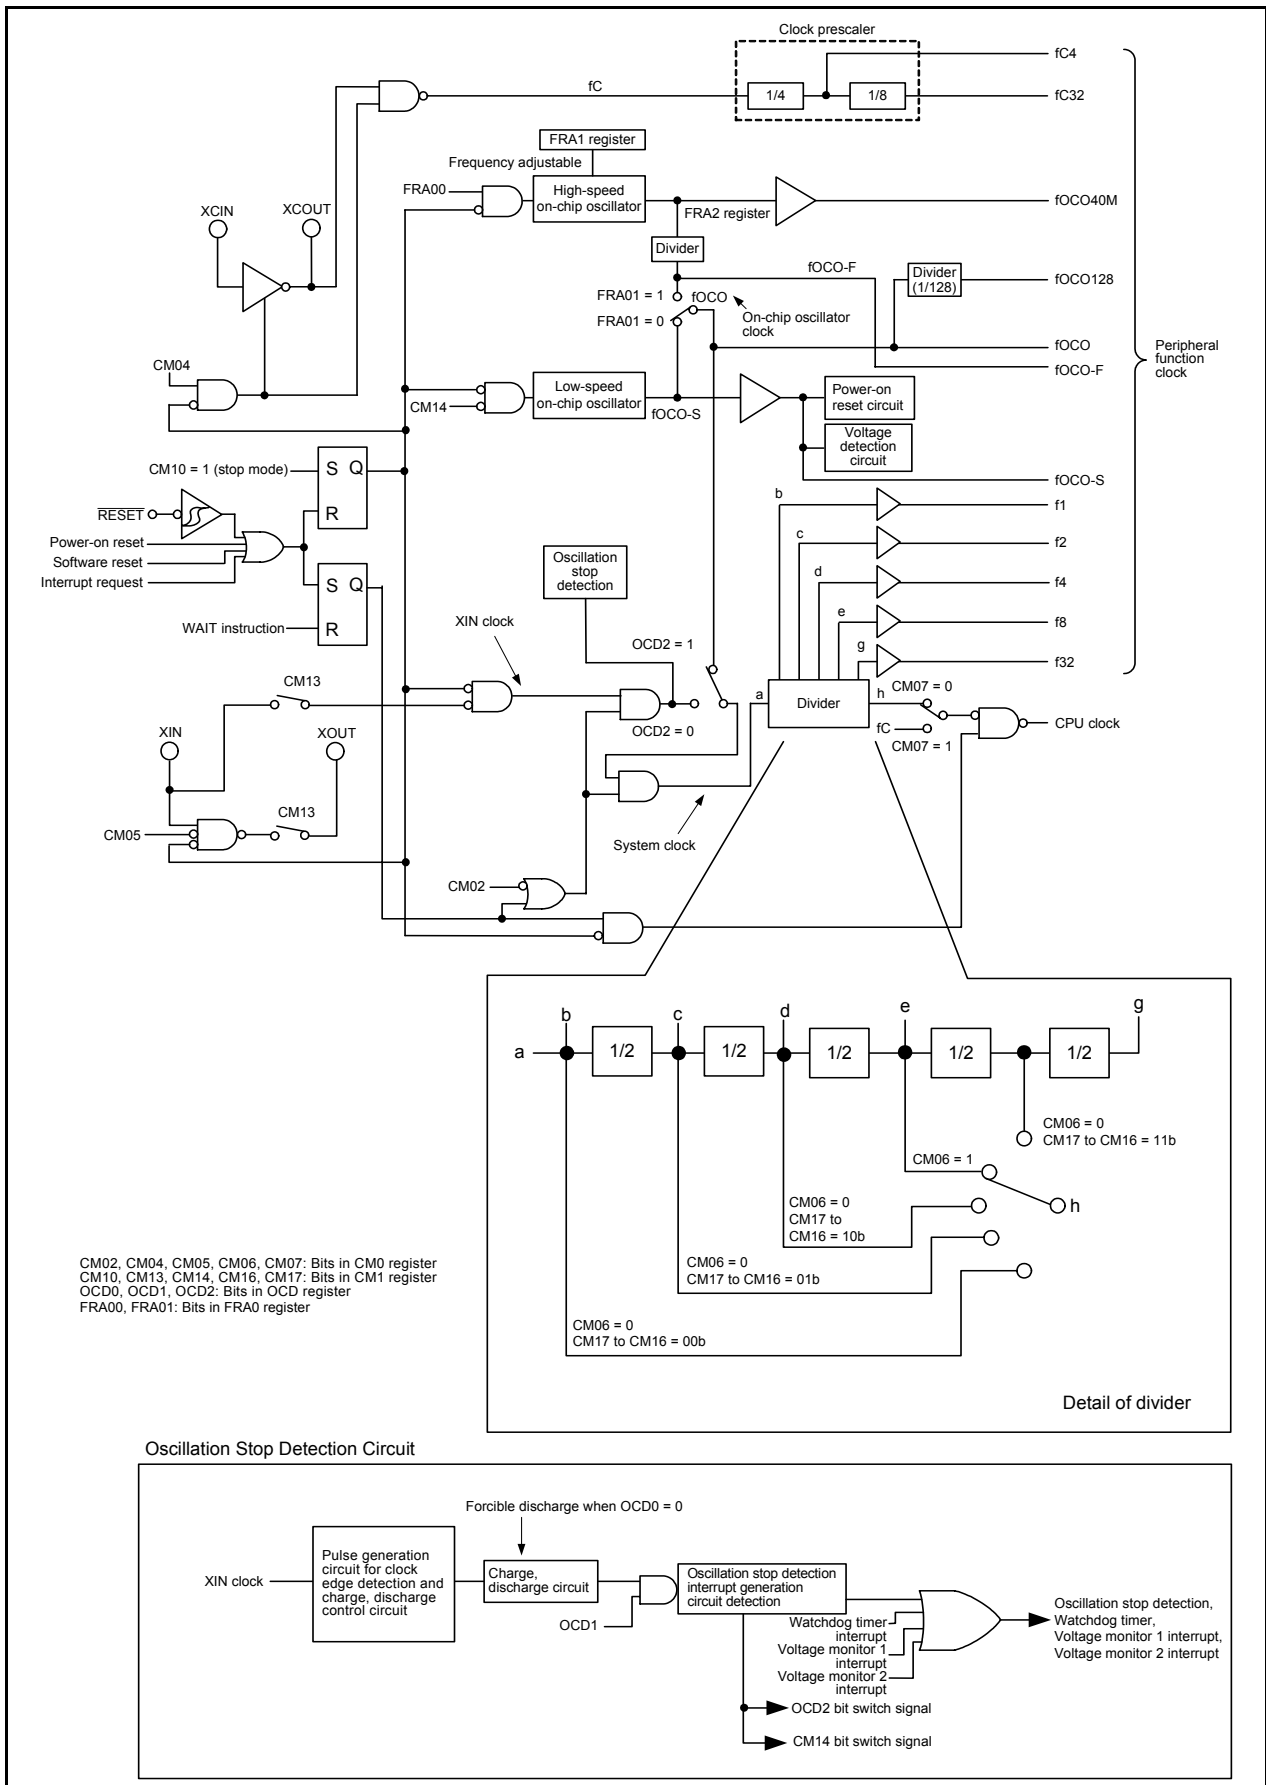 Clock prescaler
fC4
fC
1/4
1/8
fC32
FRA1 register
Frequency adjustable
FRA00
High-speed
on-chip oscillator
FRA2 register
fOCO40M
XCIN
XCOUT
Divider
fOCO-F
Divider
(1/128)
fOCO128
FRA01 = 1
fOCO
FRA01 = 0
On-chip oscillator
clock
fOCO
Peripheral
function
clock
fOCO-F
CM04
CM14
Low-speed
on-chip oscillator
fOCO-S
Power-on
reset circuit
Voltage
detection
circuit
fOCO-S
CM10 = 1 (stop mode)
S Q
R
RESET
Power-on reset
Software reset
Interrupt request
S Q
R
WAIT instruction
b
f1
c
f2
d
f4
e
f8
g
f32
Oscillation
stop
detection
XIN clock
OCD2 = 1
OCD2 = 0
a
Divider
h
CM07 = 0
fC
CM07 = 1
CPU clock
CM13
XIN
XOUT
CM13
CM05
System clock
CM02
b
c
d
e
g
a
1/2
1/2
1/2
1/2
1/2
CM06 = 0
CM17 to CM16 = 11b
CM06 = 1
h
CM06 = 0
CM17 to
CM16 = 10b
CM06 = 0
CM17 to CM16 = 01b
CM06 = 0
CM17 to CM16 = 00b
Detail of divider
CM02, CM04, CM05, CM06, CM07: Bits in CM0 register
CM10, CM13, CM14, CM16, CM17: Bits in CM1 register
OCD0, OCD1, OCD2: Bits in OCD register
FRA00, FRA01: Bits in FRA0 register
Oscillation Stop Detection Circuit
Forcible discharge when OCD0 = 0
XIN clock
Pulse generation
circuit for clock
edge detection and
charge, discharge
control circuit
Charge,
discharge circuit
OCD1
Oscillation stop detection
interrupt generation
circuit detection
Watchdog timer
interrupt
Voltage monitor 1
interrupt
Voltage monitor 2
interrupt
Oscillation stop detection,
Watchdog timer,
Voltage monitor 1 interrupt,
Voltage monitor 2 interrupt
OCD2 bit switch signal
CM14 bit switch signal